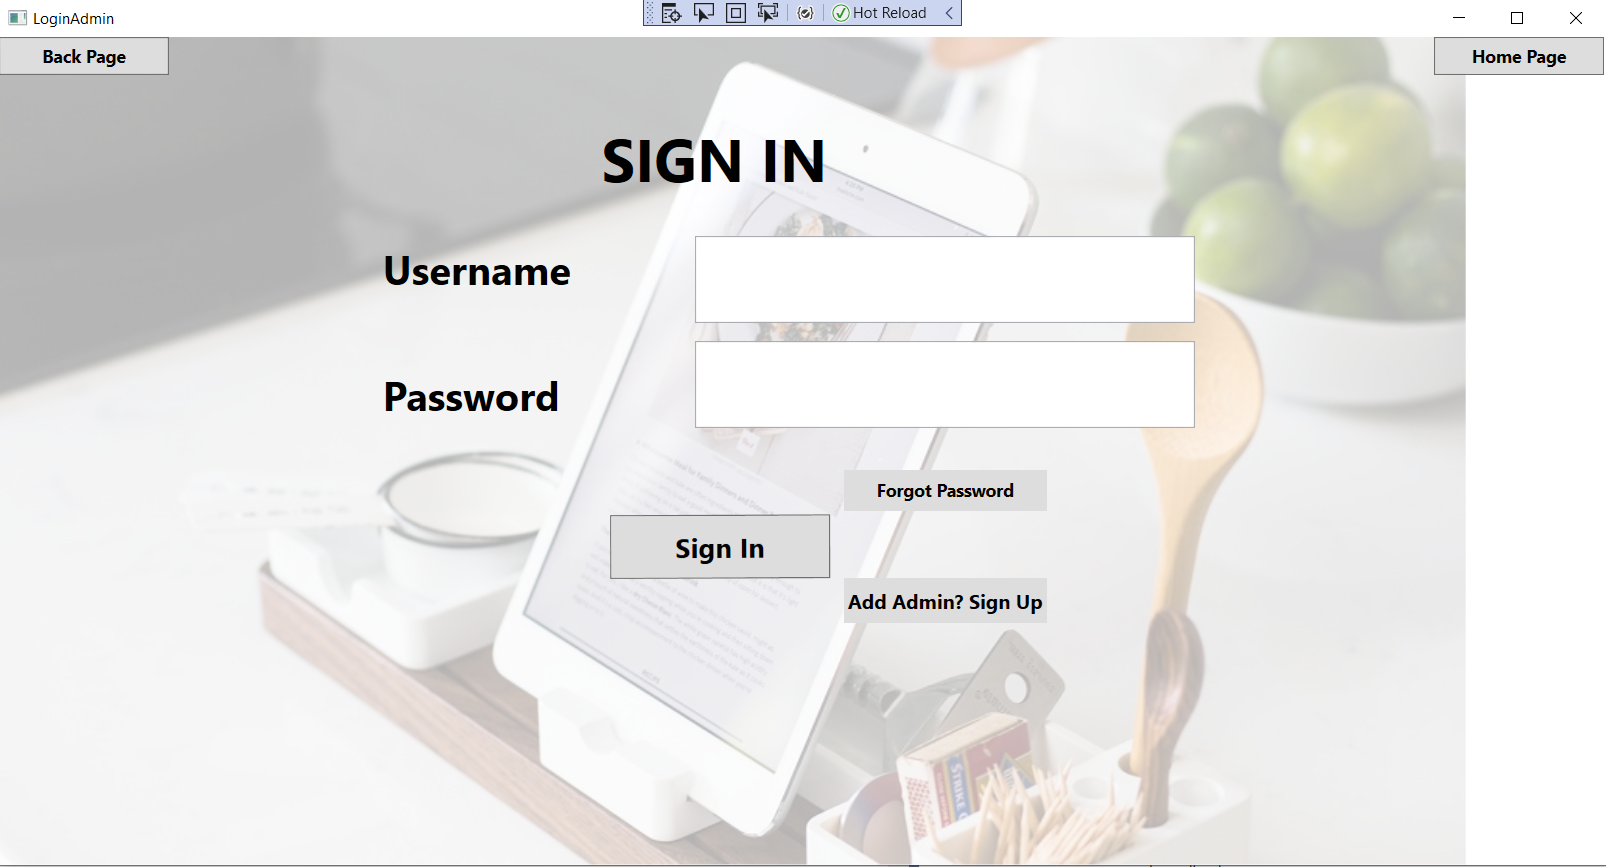 LoginAdmin
Hot Reload
Back Page
Home Page
SIGN IN
Username
Password
Forgot Password
Sign In
Add Admin? Sign Up
STRIKE